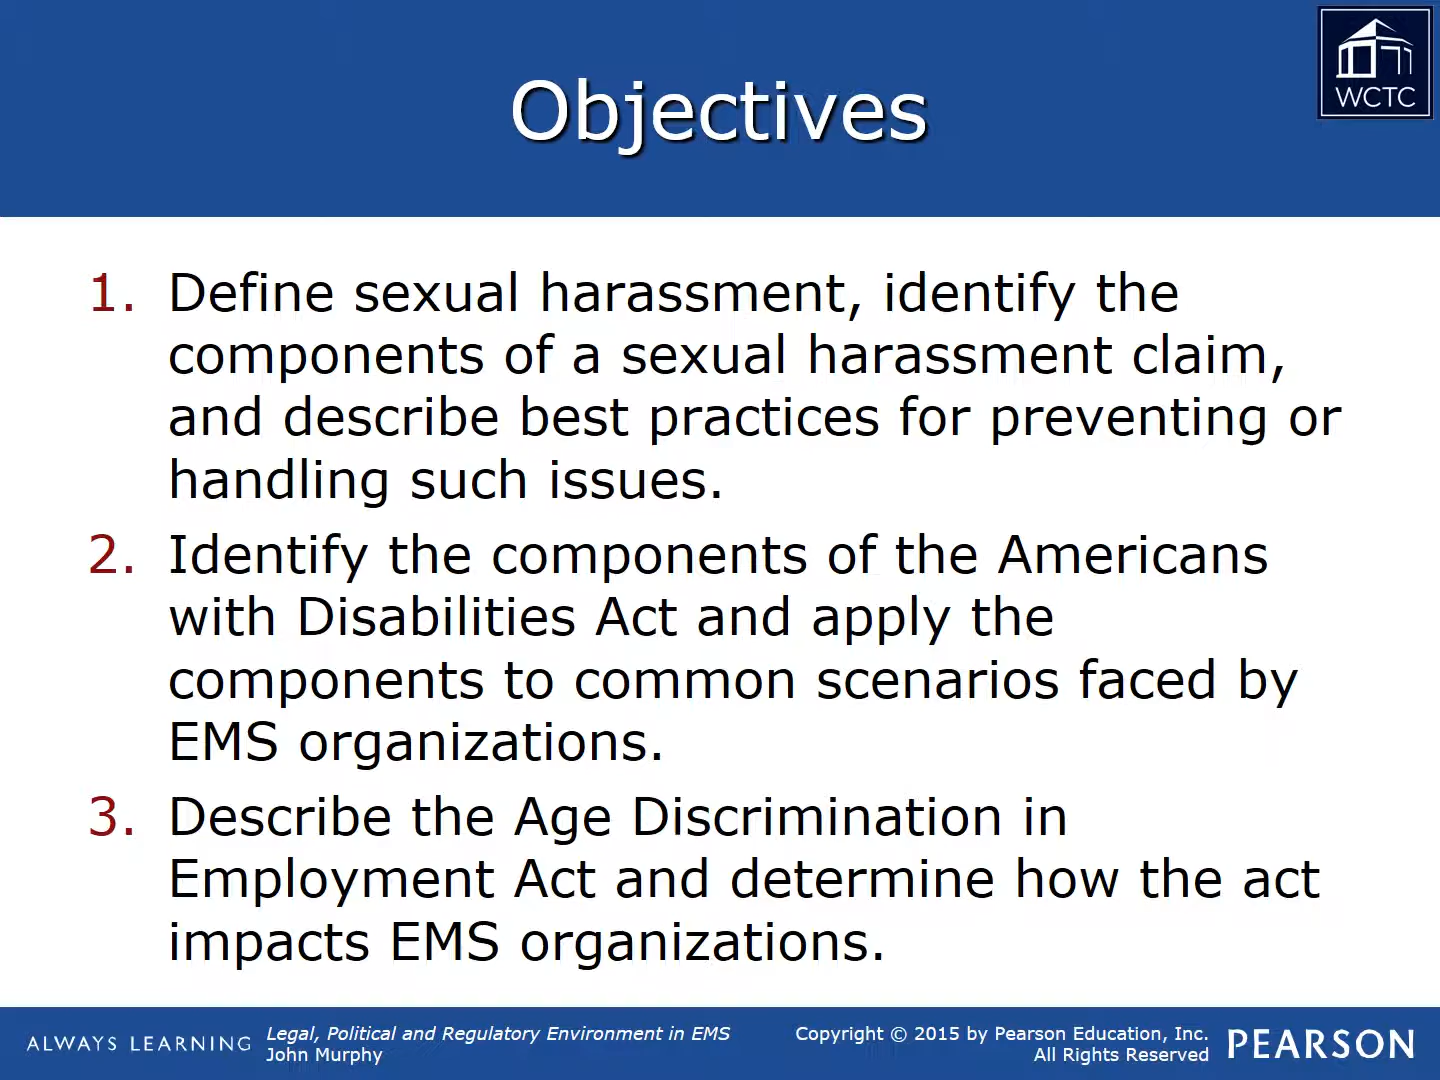 WCTC
Objectives
1. Define sexual harassment, identify the
components of a sexual harassment claim,
and describe best practices for preventing or
handling such issues.
2. Identify the components of the Americans
with Disabilities Act and apply the
components to common scenarios faced by
EMS organizations.
3. Describe the Age Discrimination in
Employment Act and determine how the act
impacts EMS organizations.
ALWAYS LEARNING
Legal, Political and Regulatory Environment in EMS
John Murphy
Copyright © 2015 by Pearson Education, Inc.
All Rights Reserved
PEARSON